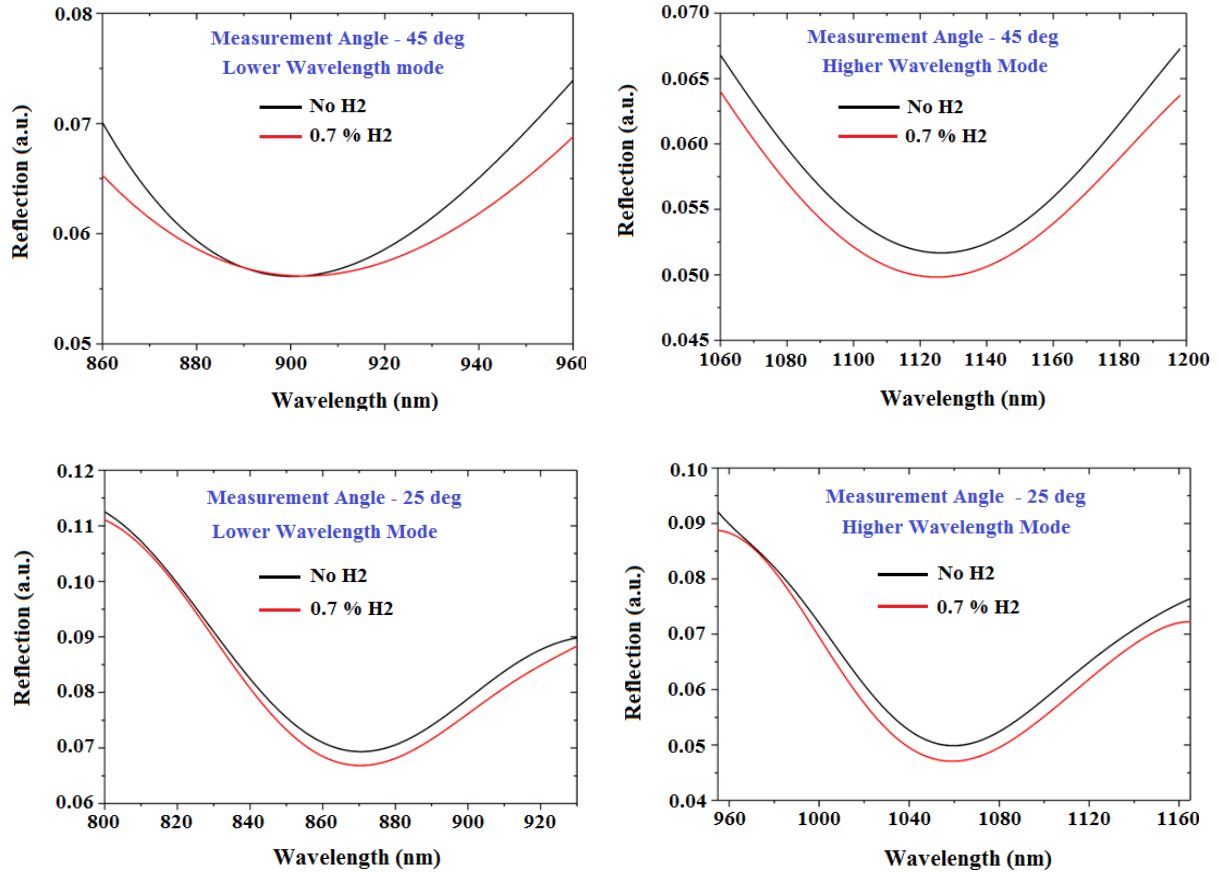 Measurement Angle - 45 deg
Lower Wavelength mode
No H2
0.7 % H2
Reflection (a.u.)
0.08
0.07
0.06
0.05
860
880
900
920
940
960
Wavelength (nm)
Measurement Angle - 45 deg
Higher Wavelength Mode
No H2
0.7 % H2
Reflection (a.u.)
0.070
0.065
0.060
0.055
0.050
0.045
1060
1080
1100
1120
1140
1160
1180
1200
Wavelength (nm)
Measurement Angle - 25 deg
Lower Wavelength Mode
No H2
0.7 % H2
Reflection (a.u.)
0.12
0.11
0.10
0.09
0.08
0.07
0.06
800
820
840
860
880
900
920
Wavelength (nm)
Measurement Angle - 25 deg
Higher Wavelength Mode
No H2
0.7 % H2
Reflection (a.u.)
0.10
0.09
0.08
0.07
0.06
0.05
0.04
960
1000
1040
1080
1120
1160
Wavelength (nm)